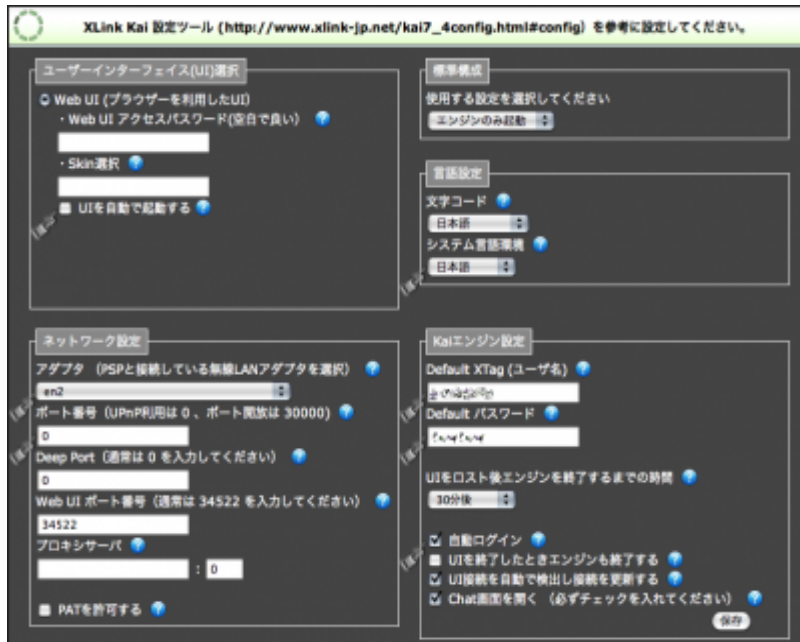 XLink Kai 設定ツール (http://www.xlink-jp.net/kai7_4config.html#config) を参考に設定してください。
ユーザーインターフェイス(UI)選択
Web UI (ブラウザーを利用したUI)
・Web UI アクセスパスワード(空白で良い)
・Skin選択
UIを自動で起動する
標準構成
使用する設定を選択してください
エンジンのみ起動
言語設定
文字コード
日本語
システム言語環境
日本語
ネットワーク設定
アダプタ (PSPと接続している無線LANアダプタを選択)
en2
ポート番号 (UPnP利用は 0 、ポート開放は 30000)
0
Deep Port (通常は 0 を入力してください)
0
Web UI ポート番号 (通常は 34522 を入力してください)
34522
プロキシサーバ
: 0
PATを許可する
Kaiエンジン設定
Default XTag (ユーザ名)
Default パスワード
UIをロスト後エンジンを終了するまでの時間
30分後
自動ログイン
UIを終了したときエンジンも終了する
UI接続を自動で検出し接続を更新する
Chat画面を開く (必ずチェックを入れてください)
保存